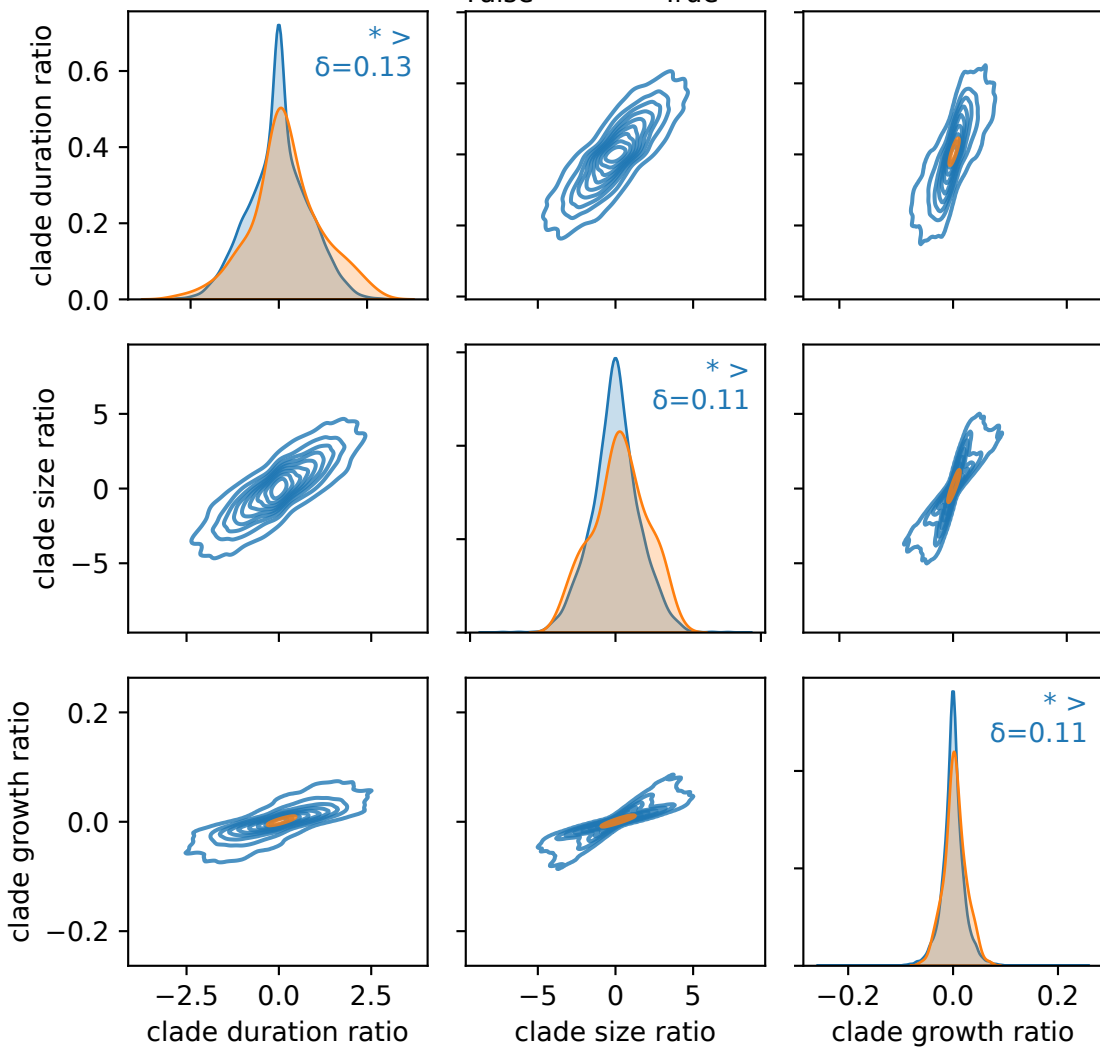 True
* >
δ=0.13
clade duration ratio
0.6
0.4
0.2
0.0
* >
δ=0.11
clade size ratio
5
0
−5
* >
δ=0.11
clade growth ratio
0.2
0.0
−0.2
−2.5 0.0 2.5 −5 0 5 −0.2 0.0 0.2
clade duration ratio clade size ratio clade growth ratio